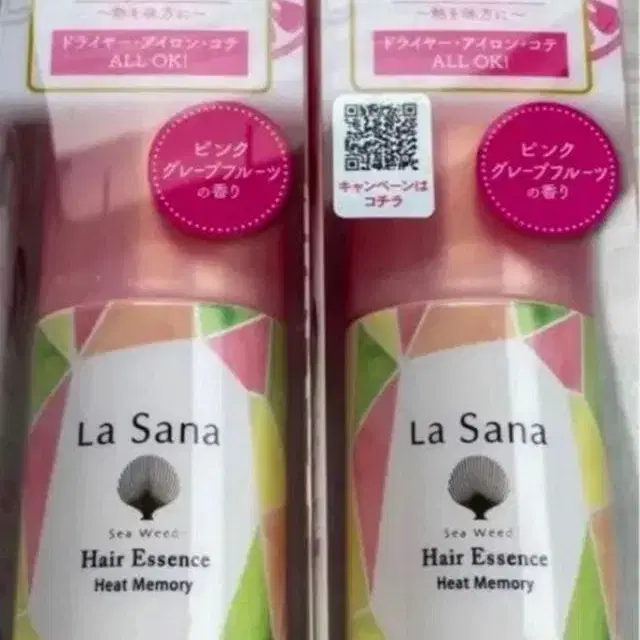 〜熱を味方に〜
ドライヤー・アイロン・コテ
ALL OK!
ピンク
グレープフルーツ
の香り
La Sana
Sea Weed
Hair Essence
Heat Memory
〜熱を味方に〜
ドライヤー・アイロン・コテ
ALL OK!
キャンペーンは
コチラ
ピンク
グレープフルーツ
の香り
La Sana
Sea Weed
Hair Essence
Heat Memory